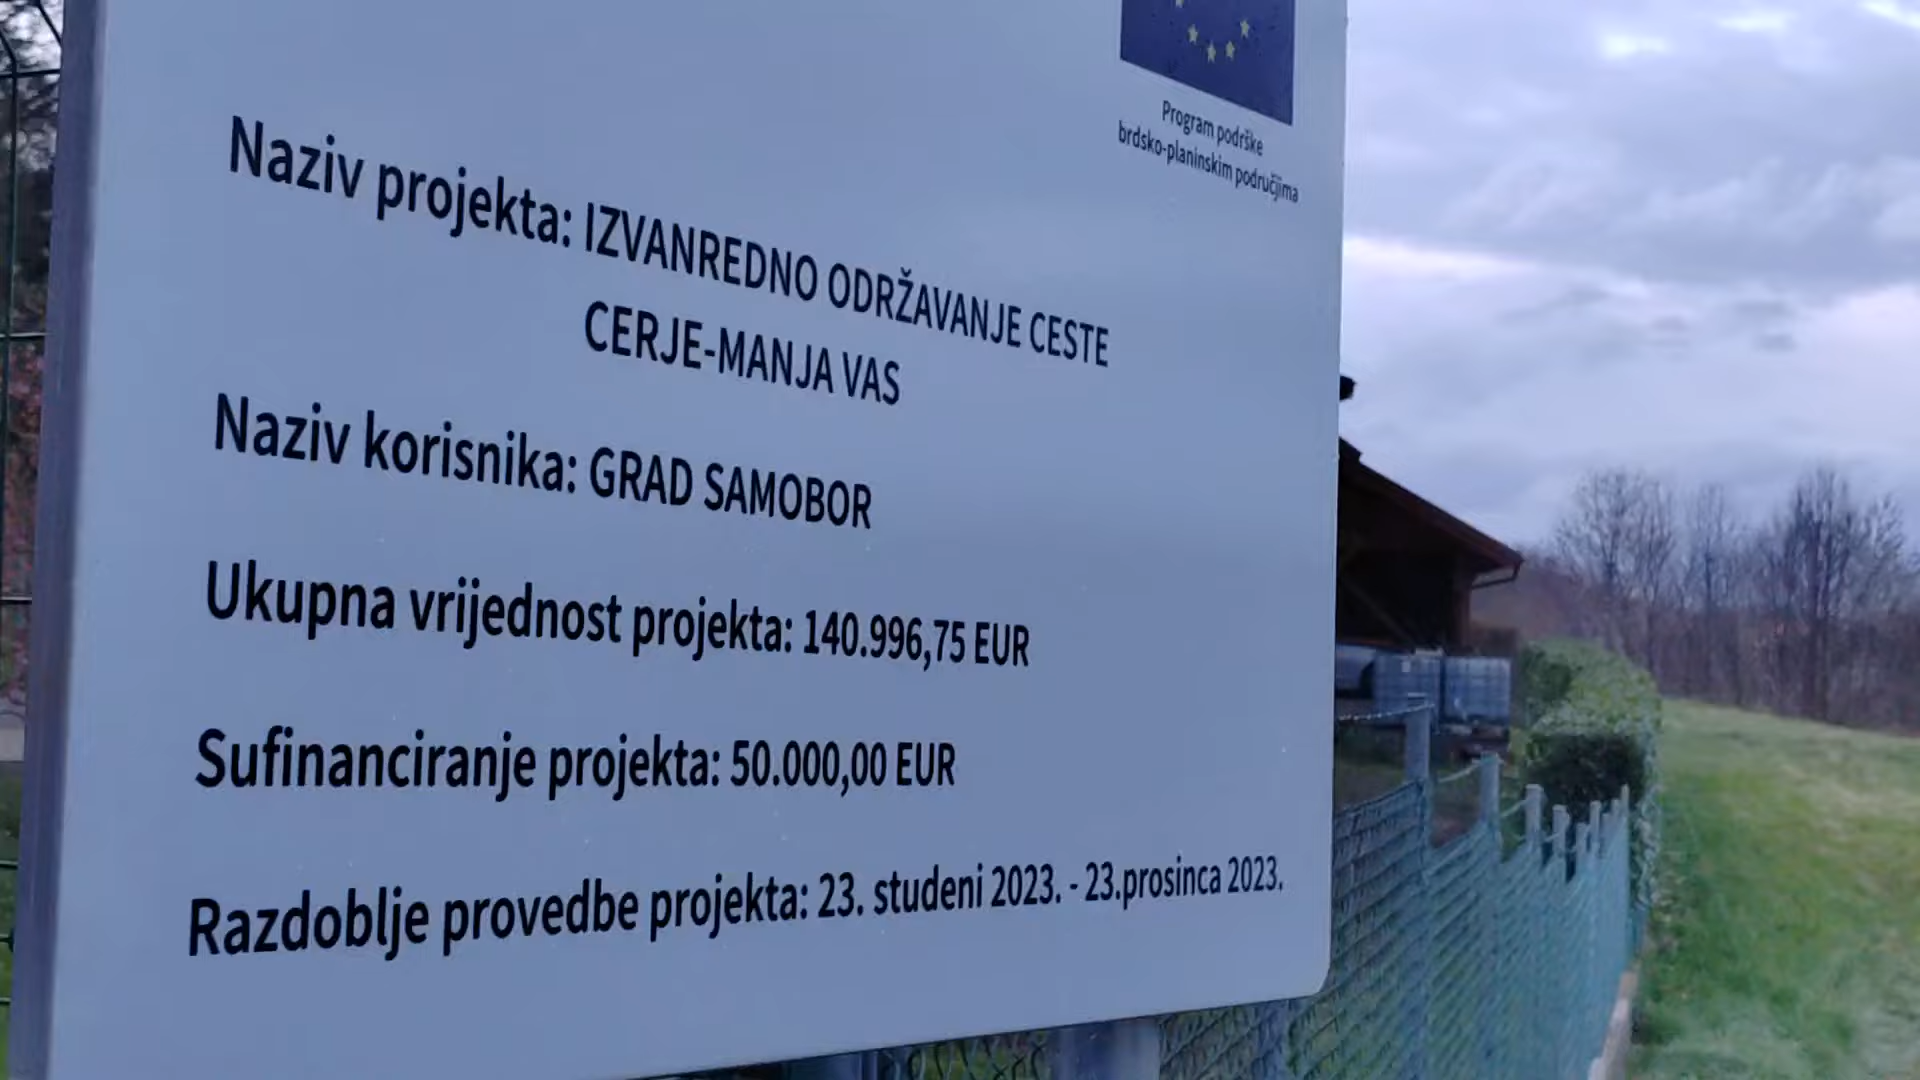 Program podrške
brdsko-planinskim područjima
Naziv projekta: IZVANREDNO ODRŽAVANJE CESTE
CERJE-MANJA VAS
Naziv korisnika: GRAD SAMOBOR
Ukupna vrijednost projekta: 140.996,75 EUR
Sufinanciranje projekta: 50.000,00 EUR
Razdoblje provedbe projekta: 23. studeni 2023. - 23.prosinca 2023.